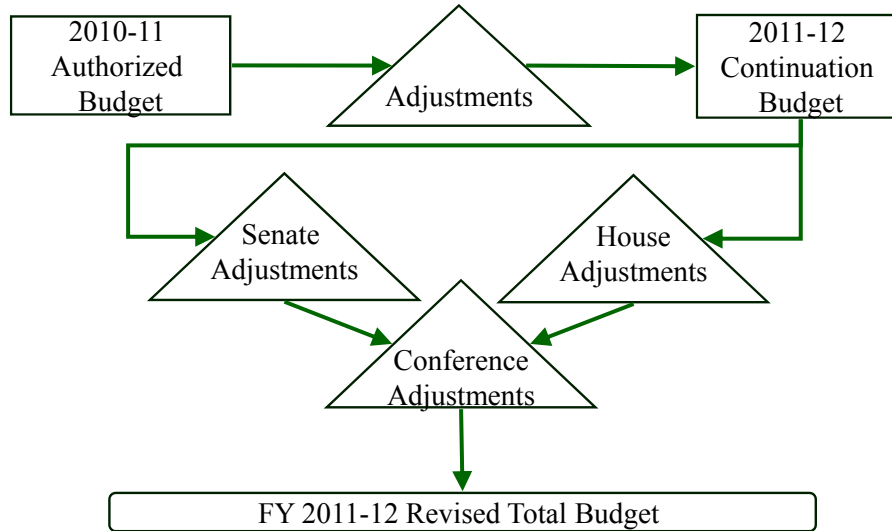 2010-11
Authorized
Budget
Adjustments
2011-12
Continuation
Budget
Senate
Adjustments
House
Adjustments
Conference
Adjustments
FY 2011-12 Revised Total Budget